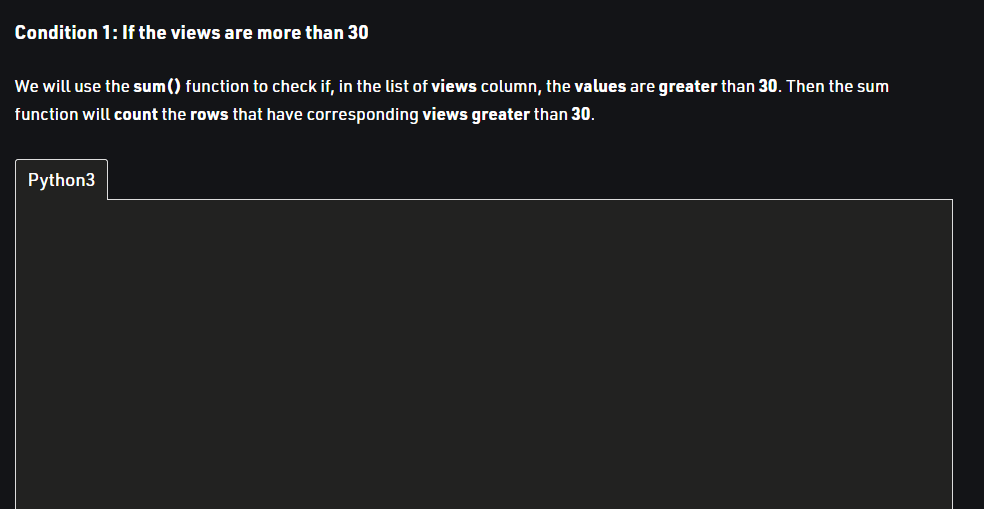 Condition 1: If the views are more than 30
We will use the sum() function to check if, in the list of views column, the values are greater than 30. Then the sum
function will count the rows that have corresponding views greater than 30.
Python3